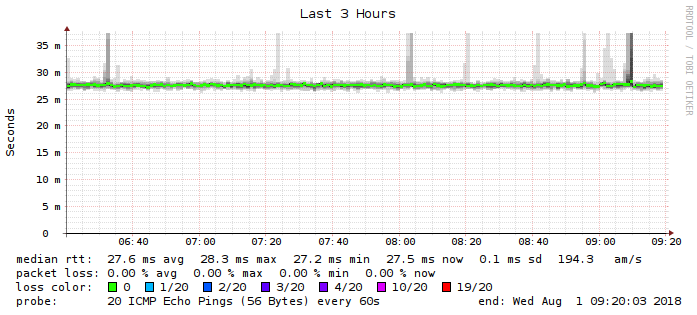 Last 3 Hours
RRDTOOL / TOBI OETIKER
Seconds
35 m
30 m
25 m
20 m
15 m
10 m
5 m
0
06:40 07:00 07:20 07:40 08:00 08:20 08:40 09:00 09:20
median rtt: 27.6 ms avg 28.3 ms max 27.2 ms min 27.5 ms now 0.1 ms sd 194.3 am/s
packet loss: 0.00 % avg 0.00 % max 0.00 % min 0.00 % now
loss color: 0 1/20 2/20 3/20 4/20 10/20 19/20
probe: 20 ICMP Echo Pings (56 Bytes) every 60s end: Wed Aug 1 09:20:03 2018